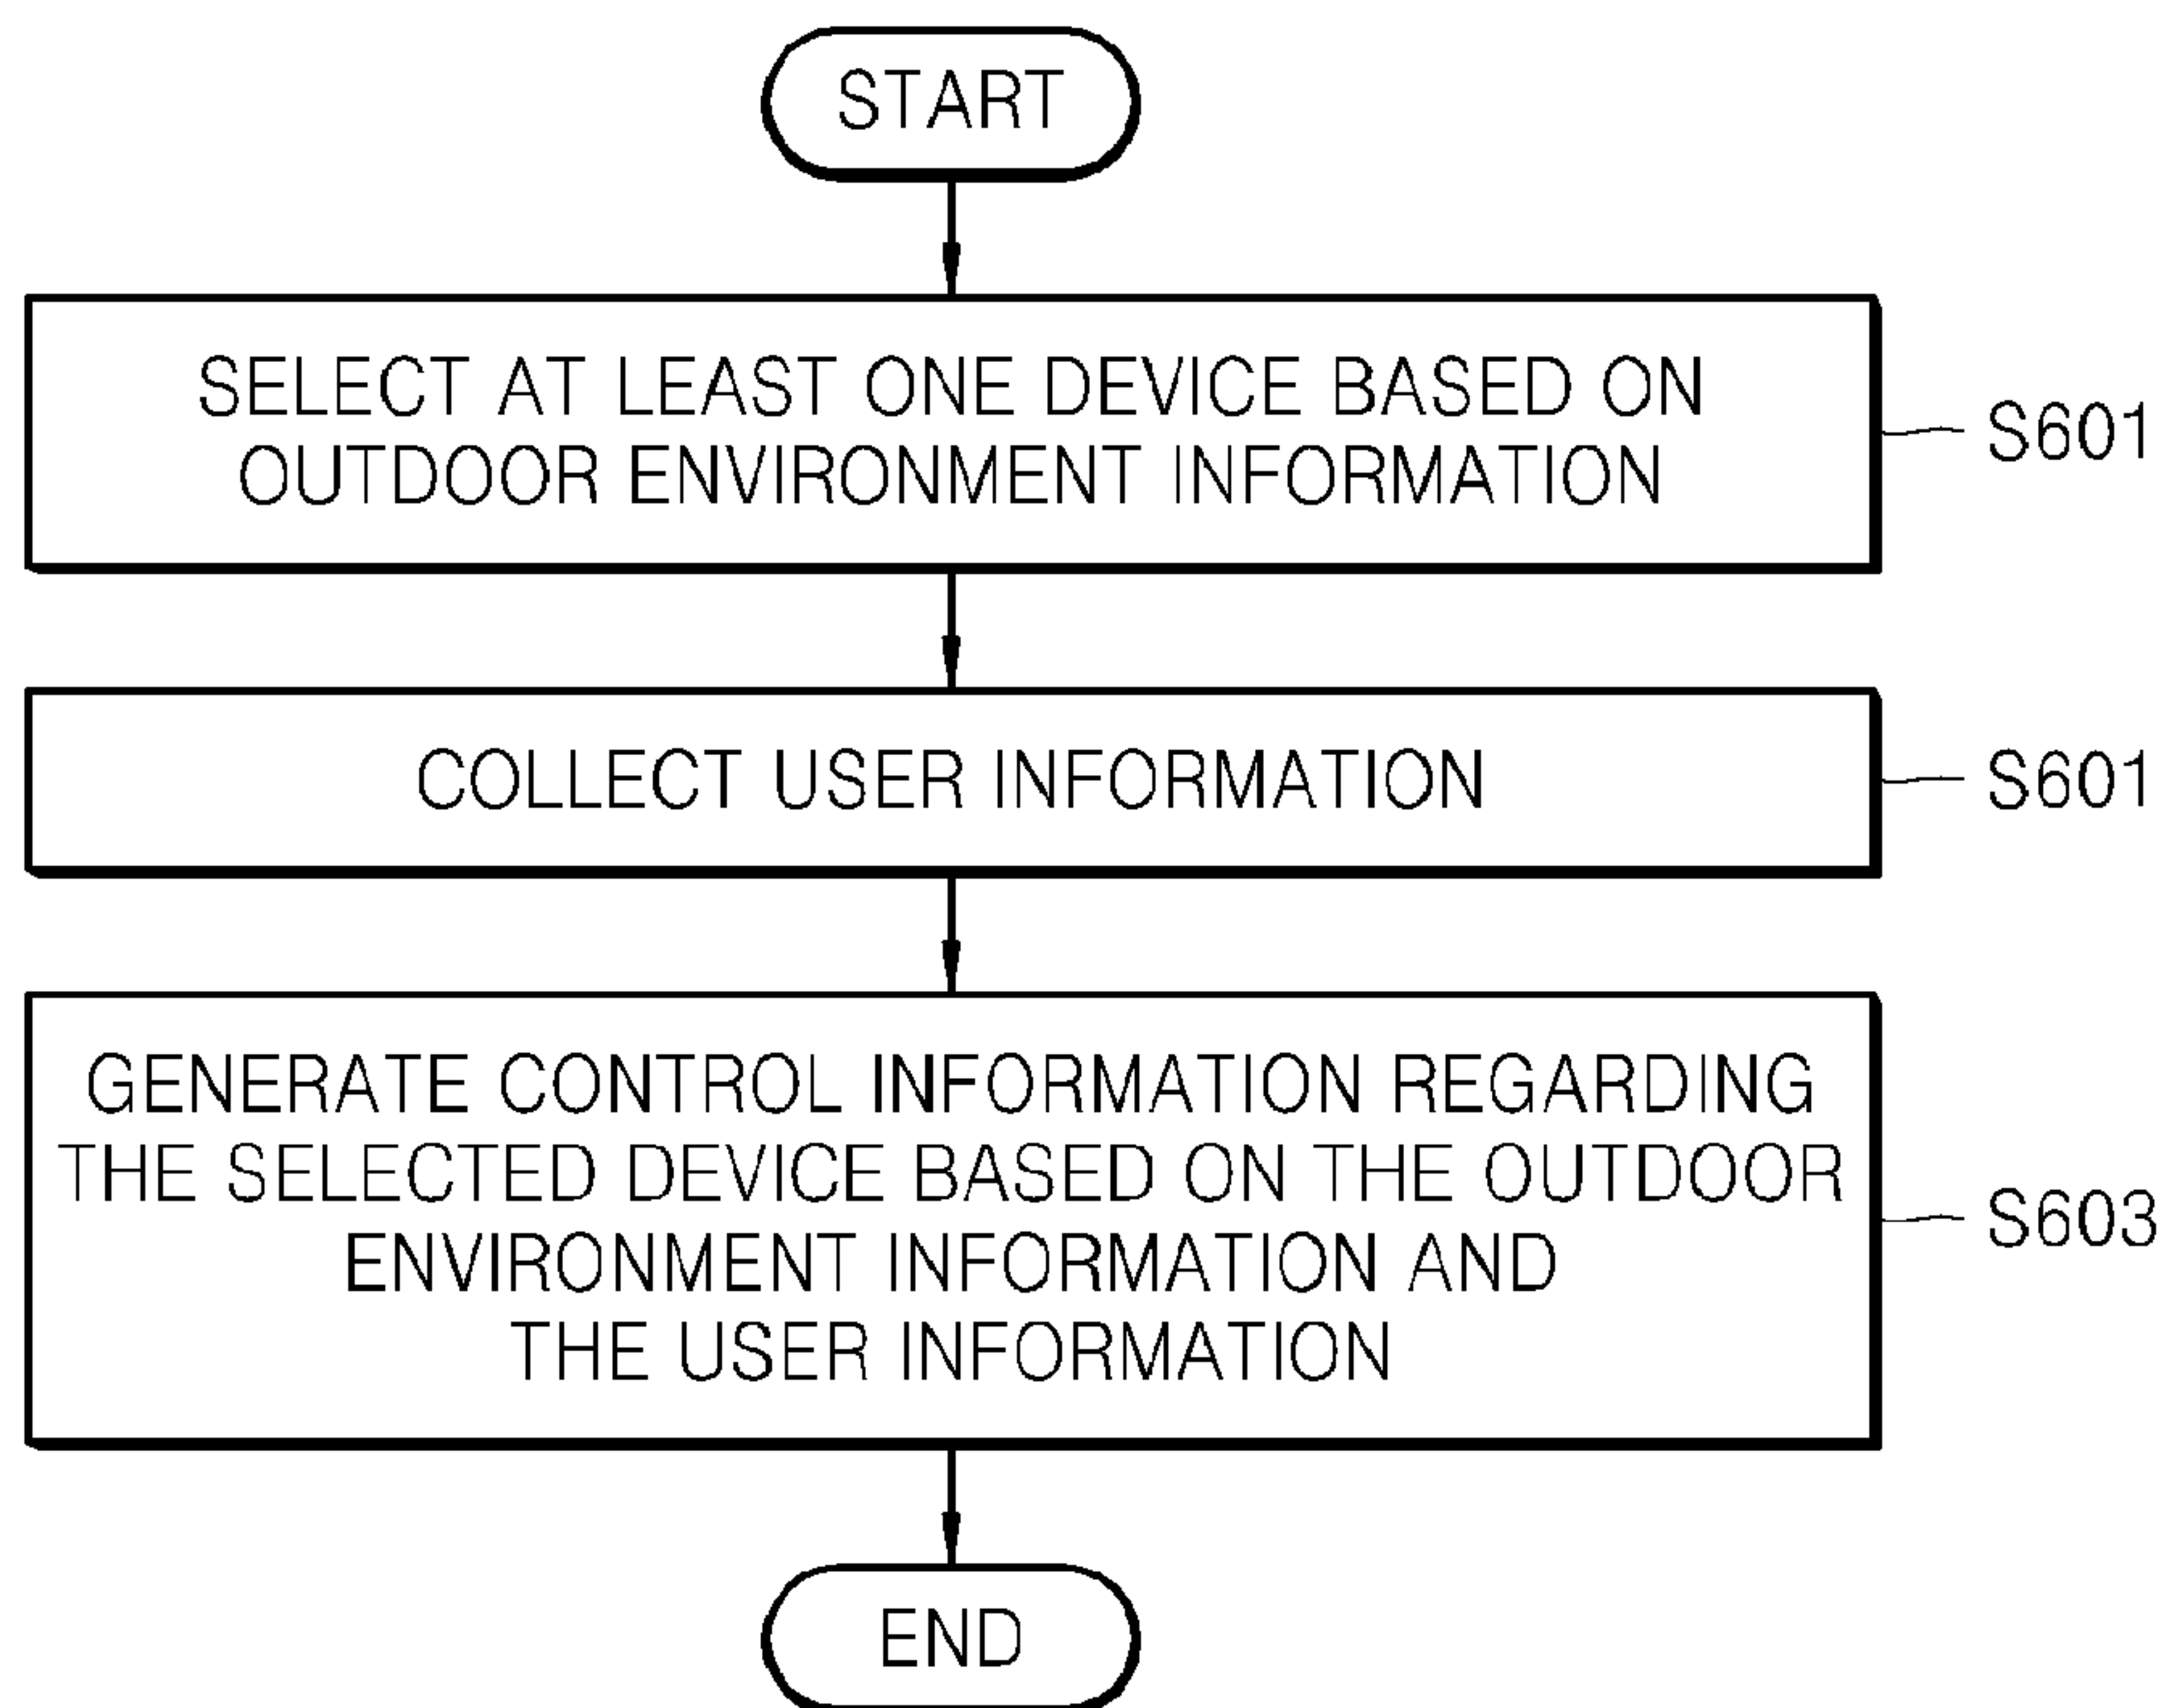 START
SELECT AT LEAST ONE DEVICE BASED ON
OUTDOOR ENVIRONMENT INFORMATION
S601
COLLECT USER INFORMATION
S601
GENERATE CONTROL INFORMATION REGARDING
THE SELECTED DEVICE BASED ON THE OUTDOOR
ENVIRONMENT INFORMATION AND
THE USER INFORMATION
S603
END